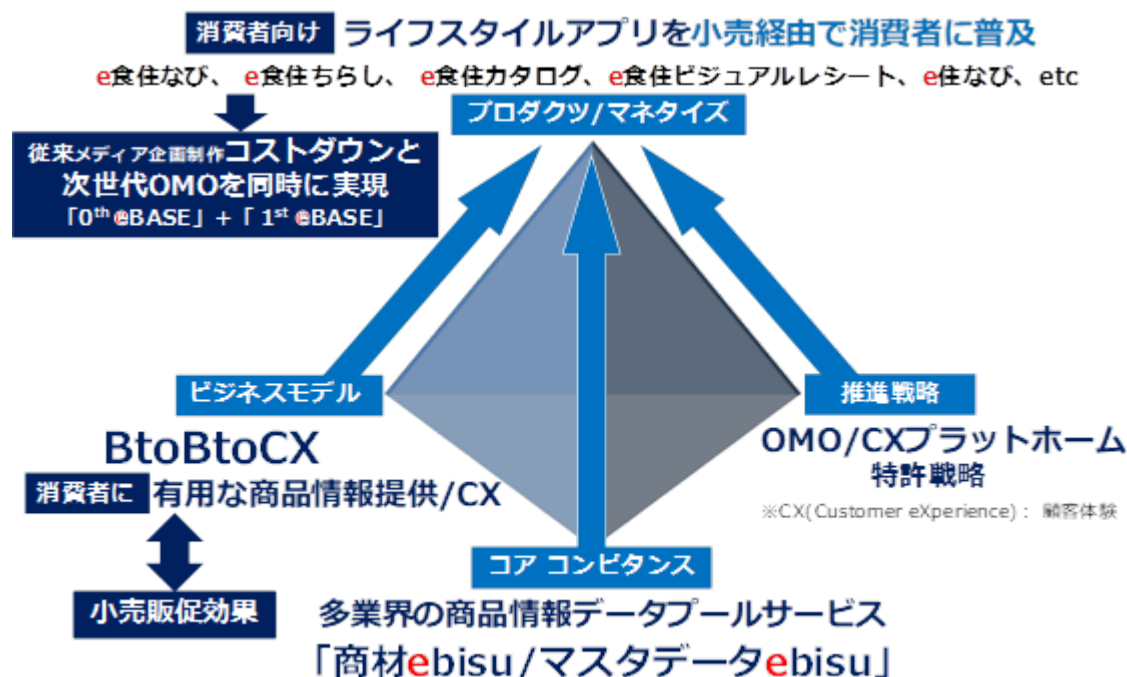 消費者向け ライフスタイルアプリを小売経由で消費者に普及
e食住なび、 e食住ちらし、 e食住カタログ、e食住ビジュアルレシート、e住なび、etc
プロダクツ/マネタイズ
従来メディア企画制作コストダウンと
次世代OMOを同時に実現
「0th eBASE」+「 1st eBASE」
ビジネスモデル
BtoBtoCX
消費者に 有用な商品情報提供/CX
小売販促効果
推進戦略
OMO/CXプラットホーム
特許戦略
※CX(Customer eXperience)： 顧客体験
コア コンピタンス
多業界の商品情報データプールサービス
「商材ebisu/マスタデータebisu」